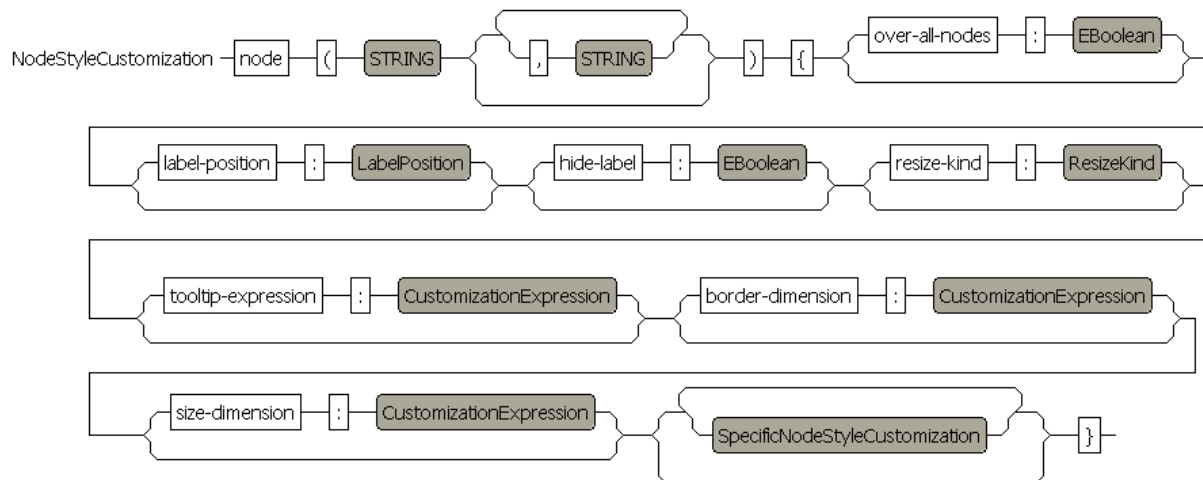 NodeStyleCustomization node ( STRING , STRING ) { over-all-nodes : EBoolean
label-position : LabelPosition hide-label : EBoolean resize-kind : ResizeKind
tooltip-expression : CustomizationExpression border-dimension : CustomizationExpression
size-dimension : CustomizationExpression SpecificNodeStyleCustomization }